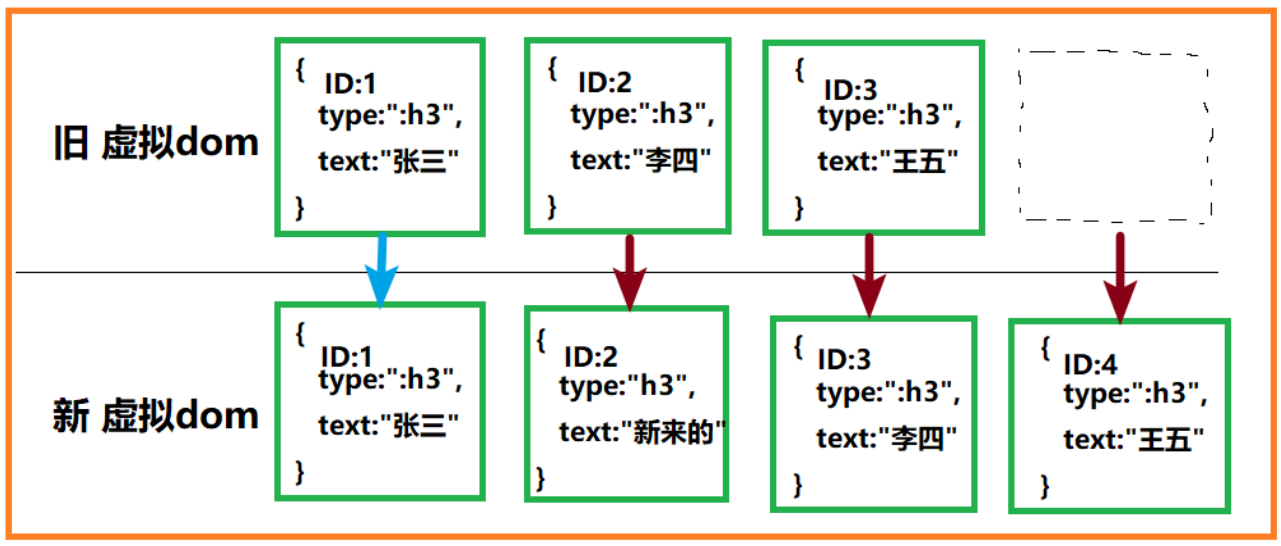 旧 虚拟dom
{
ID:1
type:":h3",
text:"张三"
}
{
ID:2
type:":h3",
text:"李四"
}
{
ID:3
type:":h3",
text:"王五"
}
新 虚拟dom
{
ID:1
type:":h3",
text:"张三"
}
{
ID:2
type:"h3",
text:"新来的"
}
{
ID:3
type:":h3",
text:"李四"
}
{
ID:4
type:":h3",
text:"王五"
}